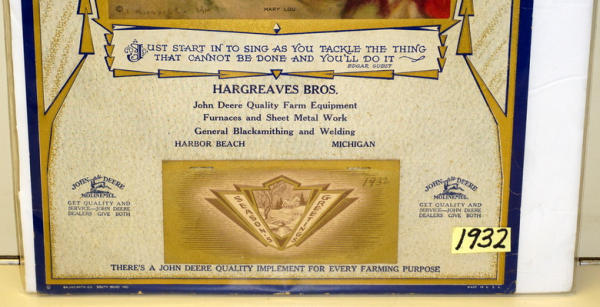 MARY LOU
JUST START IN TO SING AS YOU TACKLE THE THING
THAT CANNOT BE DONE AND YOU'LL DO IT
EDGAR GUEST
HARGREAVES BROS.
John Deere Quality Farm Equipment
Furnaces and Sheet Metal Work
General Blacksmithing and Welding
HARBOR BEACH MICHIGAN
1932
SEASON'S
GREETINGS
JOHN DEERE
MOLINE, ILL.
GET QUALITY AND
SERVICE—JOHN DEERE
DEALERS GIVE BOTH
JOHN DEERE
MOLINE, ILL.
GET QUALITY AND
SERVICE—JOHN DEERE
DEALERS GIVE BOTH
1932
THERE'S A JOHN DEERE QUALITY IMPLEMENT FOR EVERY FARMING PURPOSE
MADE IN U.S.A.